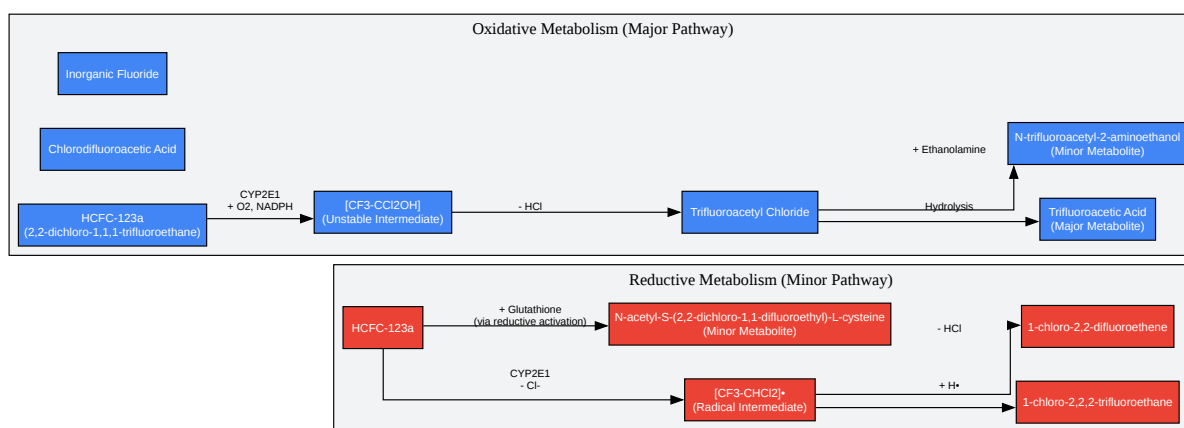 Oxidative Metabolism (Major Pathway)
Inorganic Fluoride
Chlorodifluoroacetic Acid
HCFC-123a
(2,2-dichloro-1,1,1-trifluoroethane)
CYP2E1
+ O2, NADPH
[CF3-CCl2OH]
(Unstable Intermediate)
- HCl
Trifluoroacetyl Chloride
+ Ethanolamine
N-trifluoroacetyl-2-aminoethanol
(Minor Metabolite)
Hydrolysis
Trifluoroacetic Acid
(Major Metabolite)
Reductive Metabolism (Minor Pathway)
HCFC-123a
+ Glutathione
(via reductive activation)
N-acetyl-S-(2,2-dichloro-1,1-difluoroethyl)-L-cysteine
(Minor Metabolite)
CYP2E1
- Cl-
[CF3-CHCl2]•
(Radical Intermediate)
- HCl
1-chloro-2,2-difluoroethene
+ H•
1-chloro-2,2,2-trifluoroethane